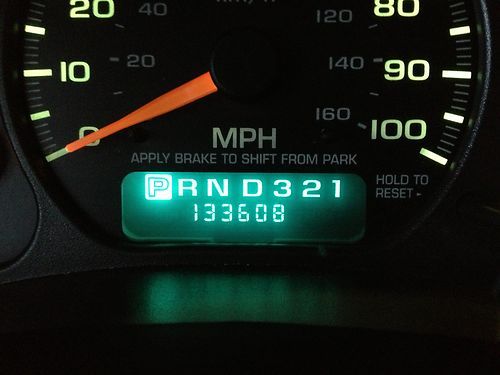 20 40 120 80
10 20 140 90
0 160 100
MPH
APPLY BRAKE TO SHIFT FROM PARK
PRND321
HOLD TO
RESET
133608